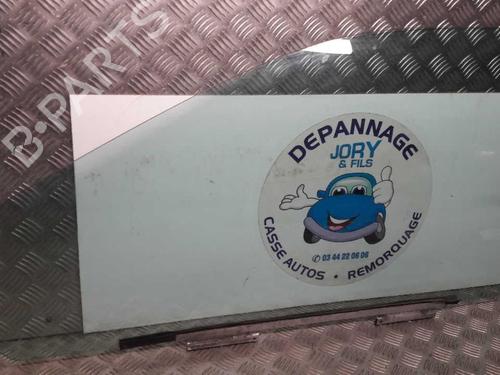 B-PARTS
DEPANNAGE
JORY
& FILS
CASSE AUTOS • REMORQUAGE
✆ 03 44 22 06 06